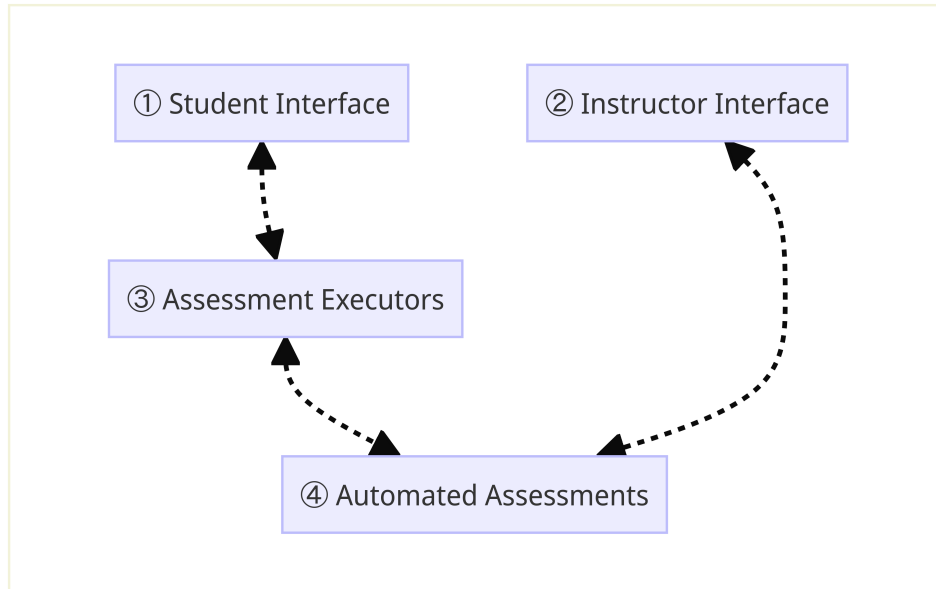 ① Student Interface
② Instructor Interface
③ Assessment Executors
④ Automated Assessments